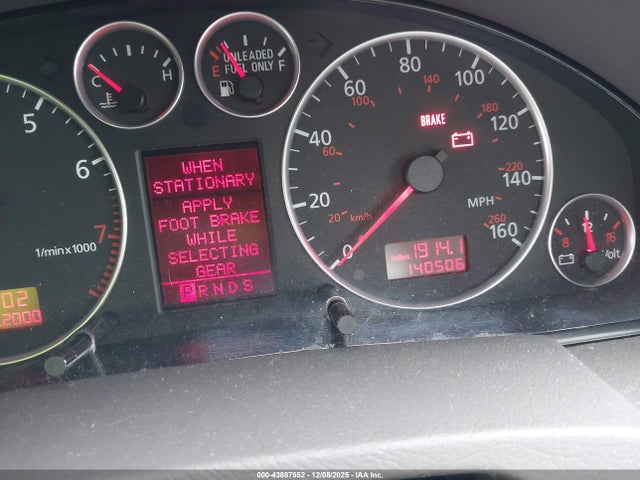 C H
E UNLEADED F
FUEL ONLY
5
6
7
1/min x 1000
02
2000
WHEN
STATIONARY
APPLY
FOOT BRAKE
WHILE
SELECTING
GEAR
P R N D S
0
20
40
60
80
100
120
140
160
20 km/h
60
100
140
180
220
260
MPH
BRAKE
1914.1
miles 140506
8 12 16
Volt
000-43887552 | 12/08/2025 - IAA Inc.